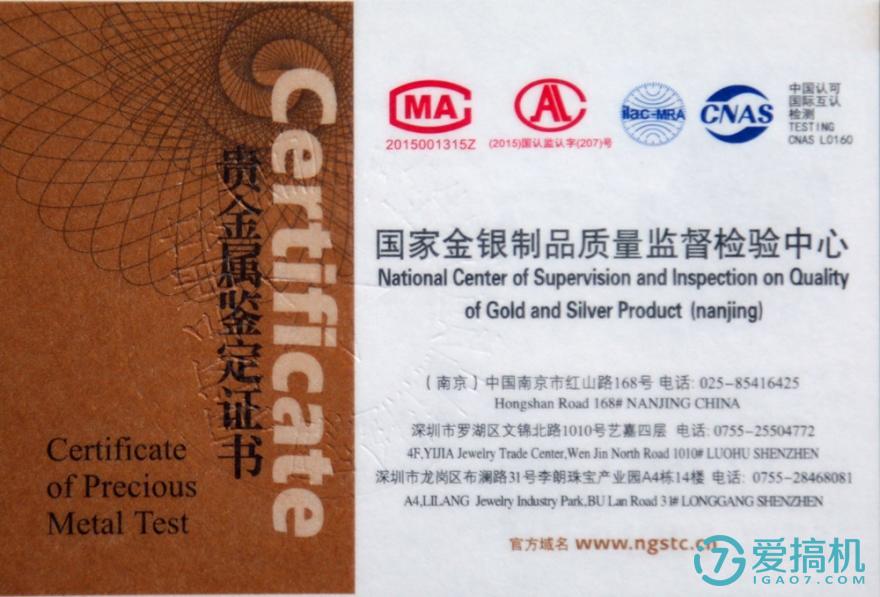 Certificate
贵金属鉴定证书
Certificate
of Precious
Metal Test
MA
2015001315Z
AL
(2015)国认监认字(207)号
ilac-MRA
CNAS
中国认可
国际互认
检测
TESTING
CNAS L0160
国家金银制品质量监督检验中心
National Center of Supervision and Inspection on Quality
of Gold and Silver Product (nanjing)
(南京)中国南京市红山路168号 电话: 025-85416425
Hongshan Road 168# NANJING CHINA
深圳市罗湖区文锦北路1010号艺嘉四层 电话: 0755-25504772
4F,YIJIA Jewelry Trade Center,Wen Jin North Road 1010# LUOHU SHENZHEN
深圳市龙岗区布澜路31号李朗珠宝产业园A4栋14楼 电话: 0755-28468081
A4,LILANG Jewelry Industry Park,BU Lan Road 31# LONGGANG SHENZHEN
官方域名 www.ngstc.cn
爱搞机
IGAO7.COM